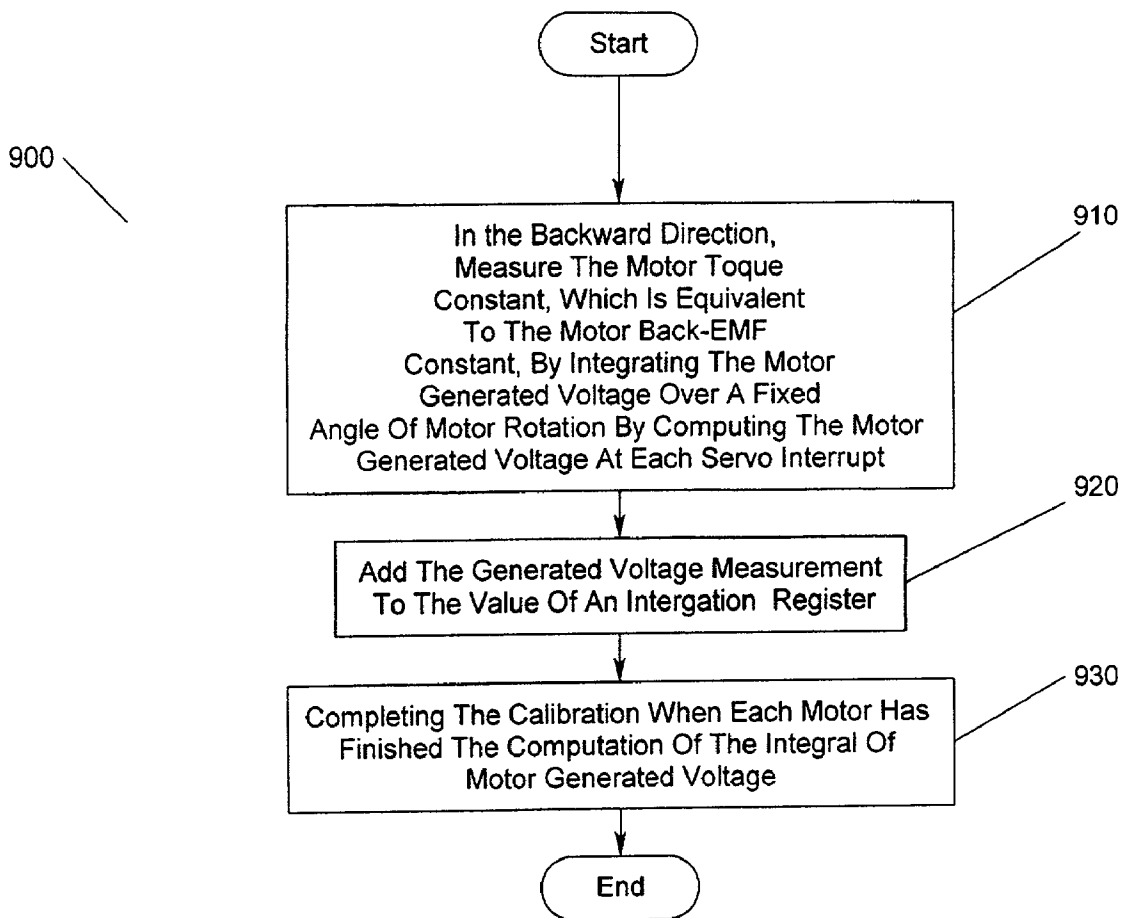 Start
900
910
In the Backward Direction,
Measure The Motor Toque
Constant, Which Is Equivalent
To The Motor Back-EMF
Constant, By Integrating The Motor
Generated Voltage Over A Fixed
Angle Of Motor Rotation By Computing The Motor
Generated Voltage At Each Servo Interrupt
920
Add The Generated Voltage Measurement
To The Value Of An Intergation Register
930
Completing The Calibration When Each Motor Has
Finished The Computation Of The Integral Of
Motor Generated Voltage
End